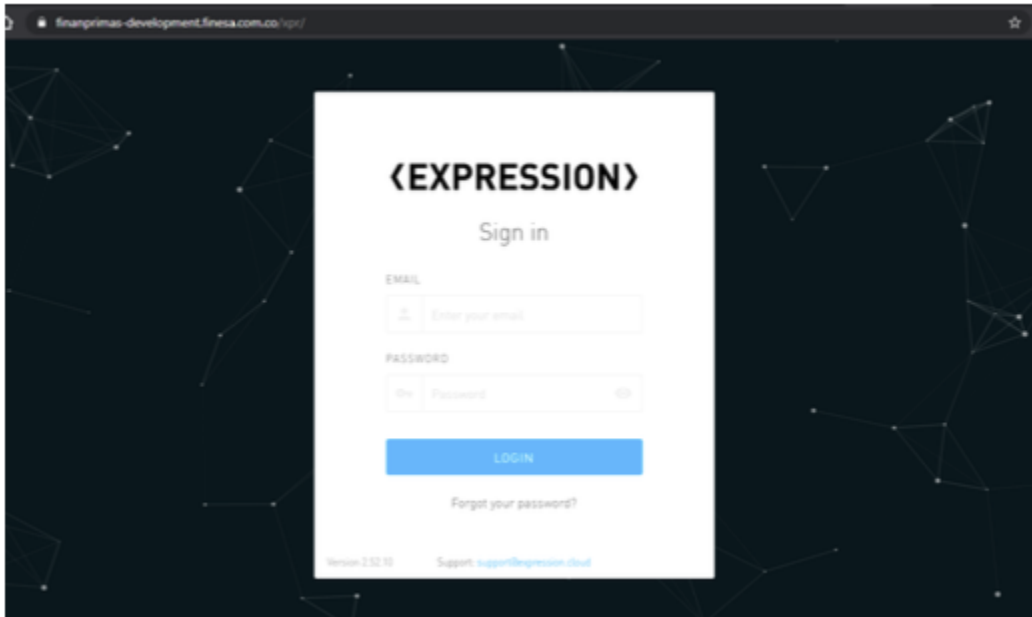 finanprimas-development.finesa.com.co/xpr/
<EXPRESSION>
Sign in
EMAIL
Enter your email
PASSWORD
Password
LOGIN
Forgot your password?
Version 2.52.10 Support: support@expression.cloud